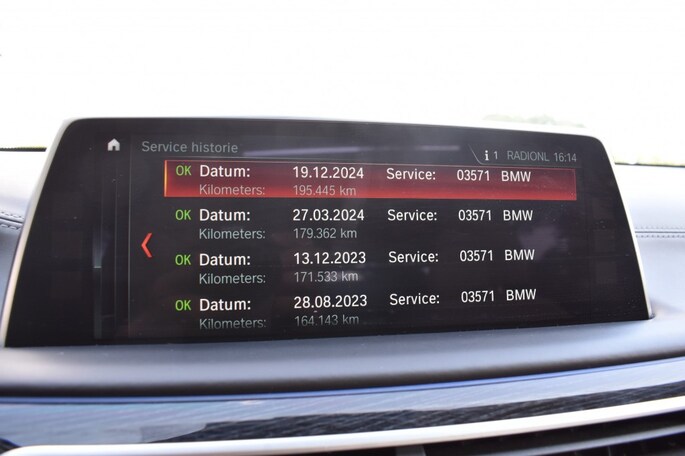 Service historie
i 1 RADIONL 16:14
OK Datum: 19.12.2024 Service: 03571 BMW
Kilometers: 195.445 km
OK Datum: 27.03.2024 Service: 03571 BMW
Kilometers: 179.362 km
OK Datum: 13.12.2023 Service: 03571 BMW
Kilometers: 171.533 km
OK Datum: 28.08.2023 Service: 03571 BMW
Kilometers: 164.143 km